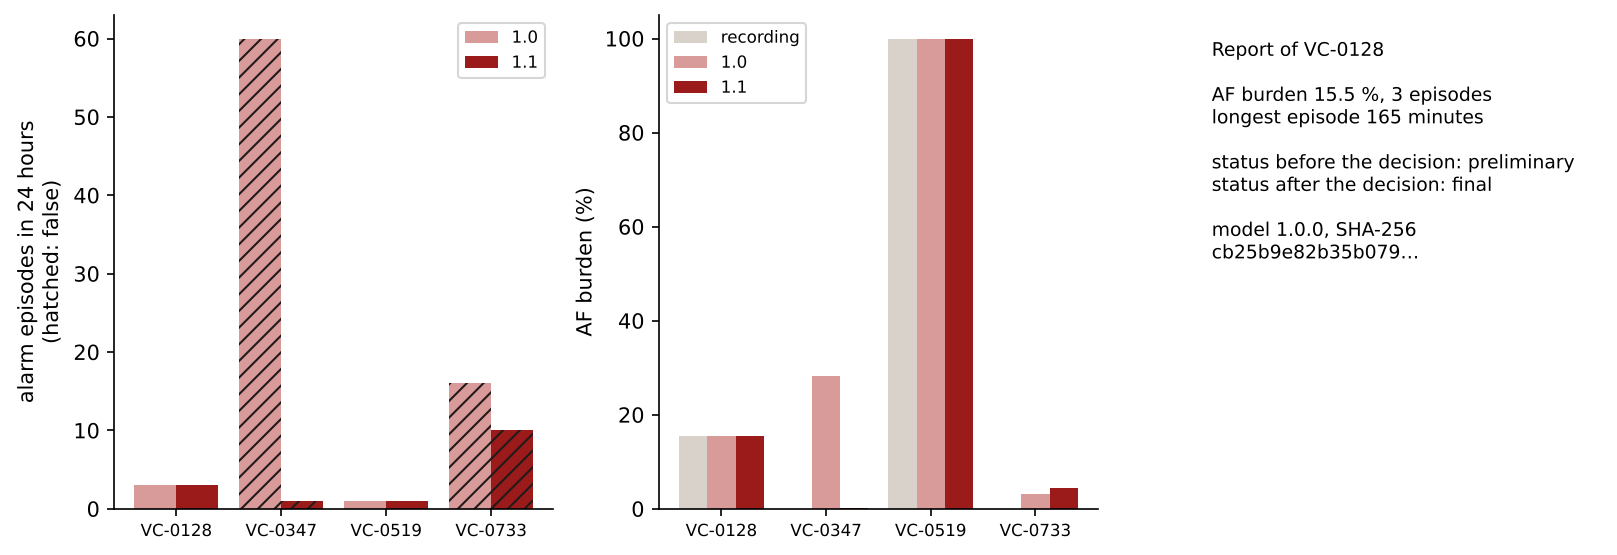 alarm episodes in 24 hours
(hatched: false)
60
50
40
30
20
10
0
1.0
1.1
VC-0128
VC-0347
VC-0519
VC-0733
AF burden (%)
100
80
60
40
20
0
recording
1.0
1.1
VC-0128
VC-0347
VC-0519
VC-0733
Report of VC-0128
AF burden 15.5 %, 3 episodes
longest episode 165 minutes
status before the decision: preliminary
status after the decision: final
model 1.0.0, SHA-256
cb25b9e82b35b079…